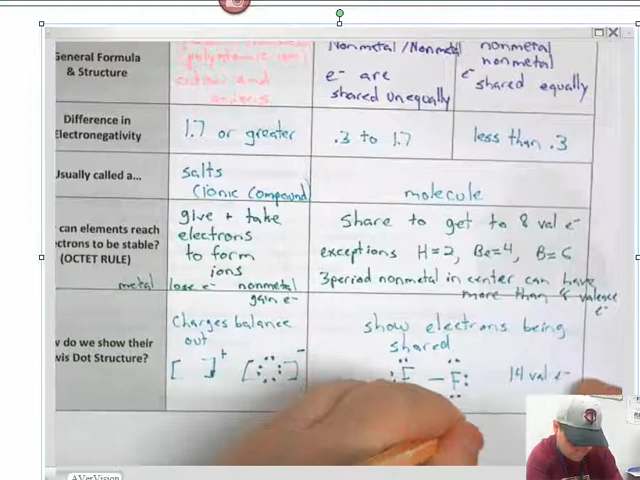 General Formula
& Structure
cations and
Nonmetal/Nonmetal
e⁻ are
shared unequally
nonmetal
nonmetal
e⁻ shared equally
Difference in
Electronegativity
1.7 or greater
.3 to 1.7
less than .3
Usually called a...
salts
(ionic compound)
molecule
can elements reach
electrons to be stable?
(OCTET RULE)
give + take
electrons
to form
ions
metal lose e⁻ nonmetal
gain e⁻
Share to get to 8 val e⁻
exceptions H=2, Be=4, B=6
3period nonmetal in center can have
more than 8 valence
e⁻
do we show their
Lewis Dot Structure?
Charges balance
out
[ ]⁺ [ ]⁻
show electrons being
shared
F — F
14 val e⁻
AVerVision